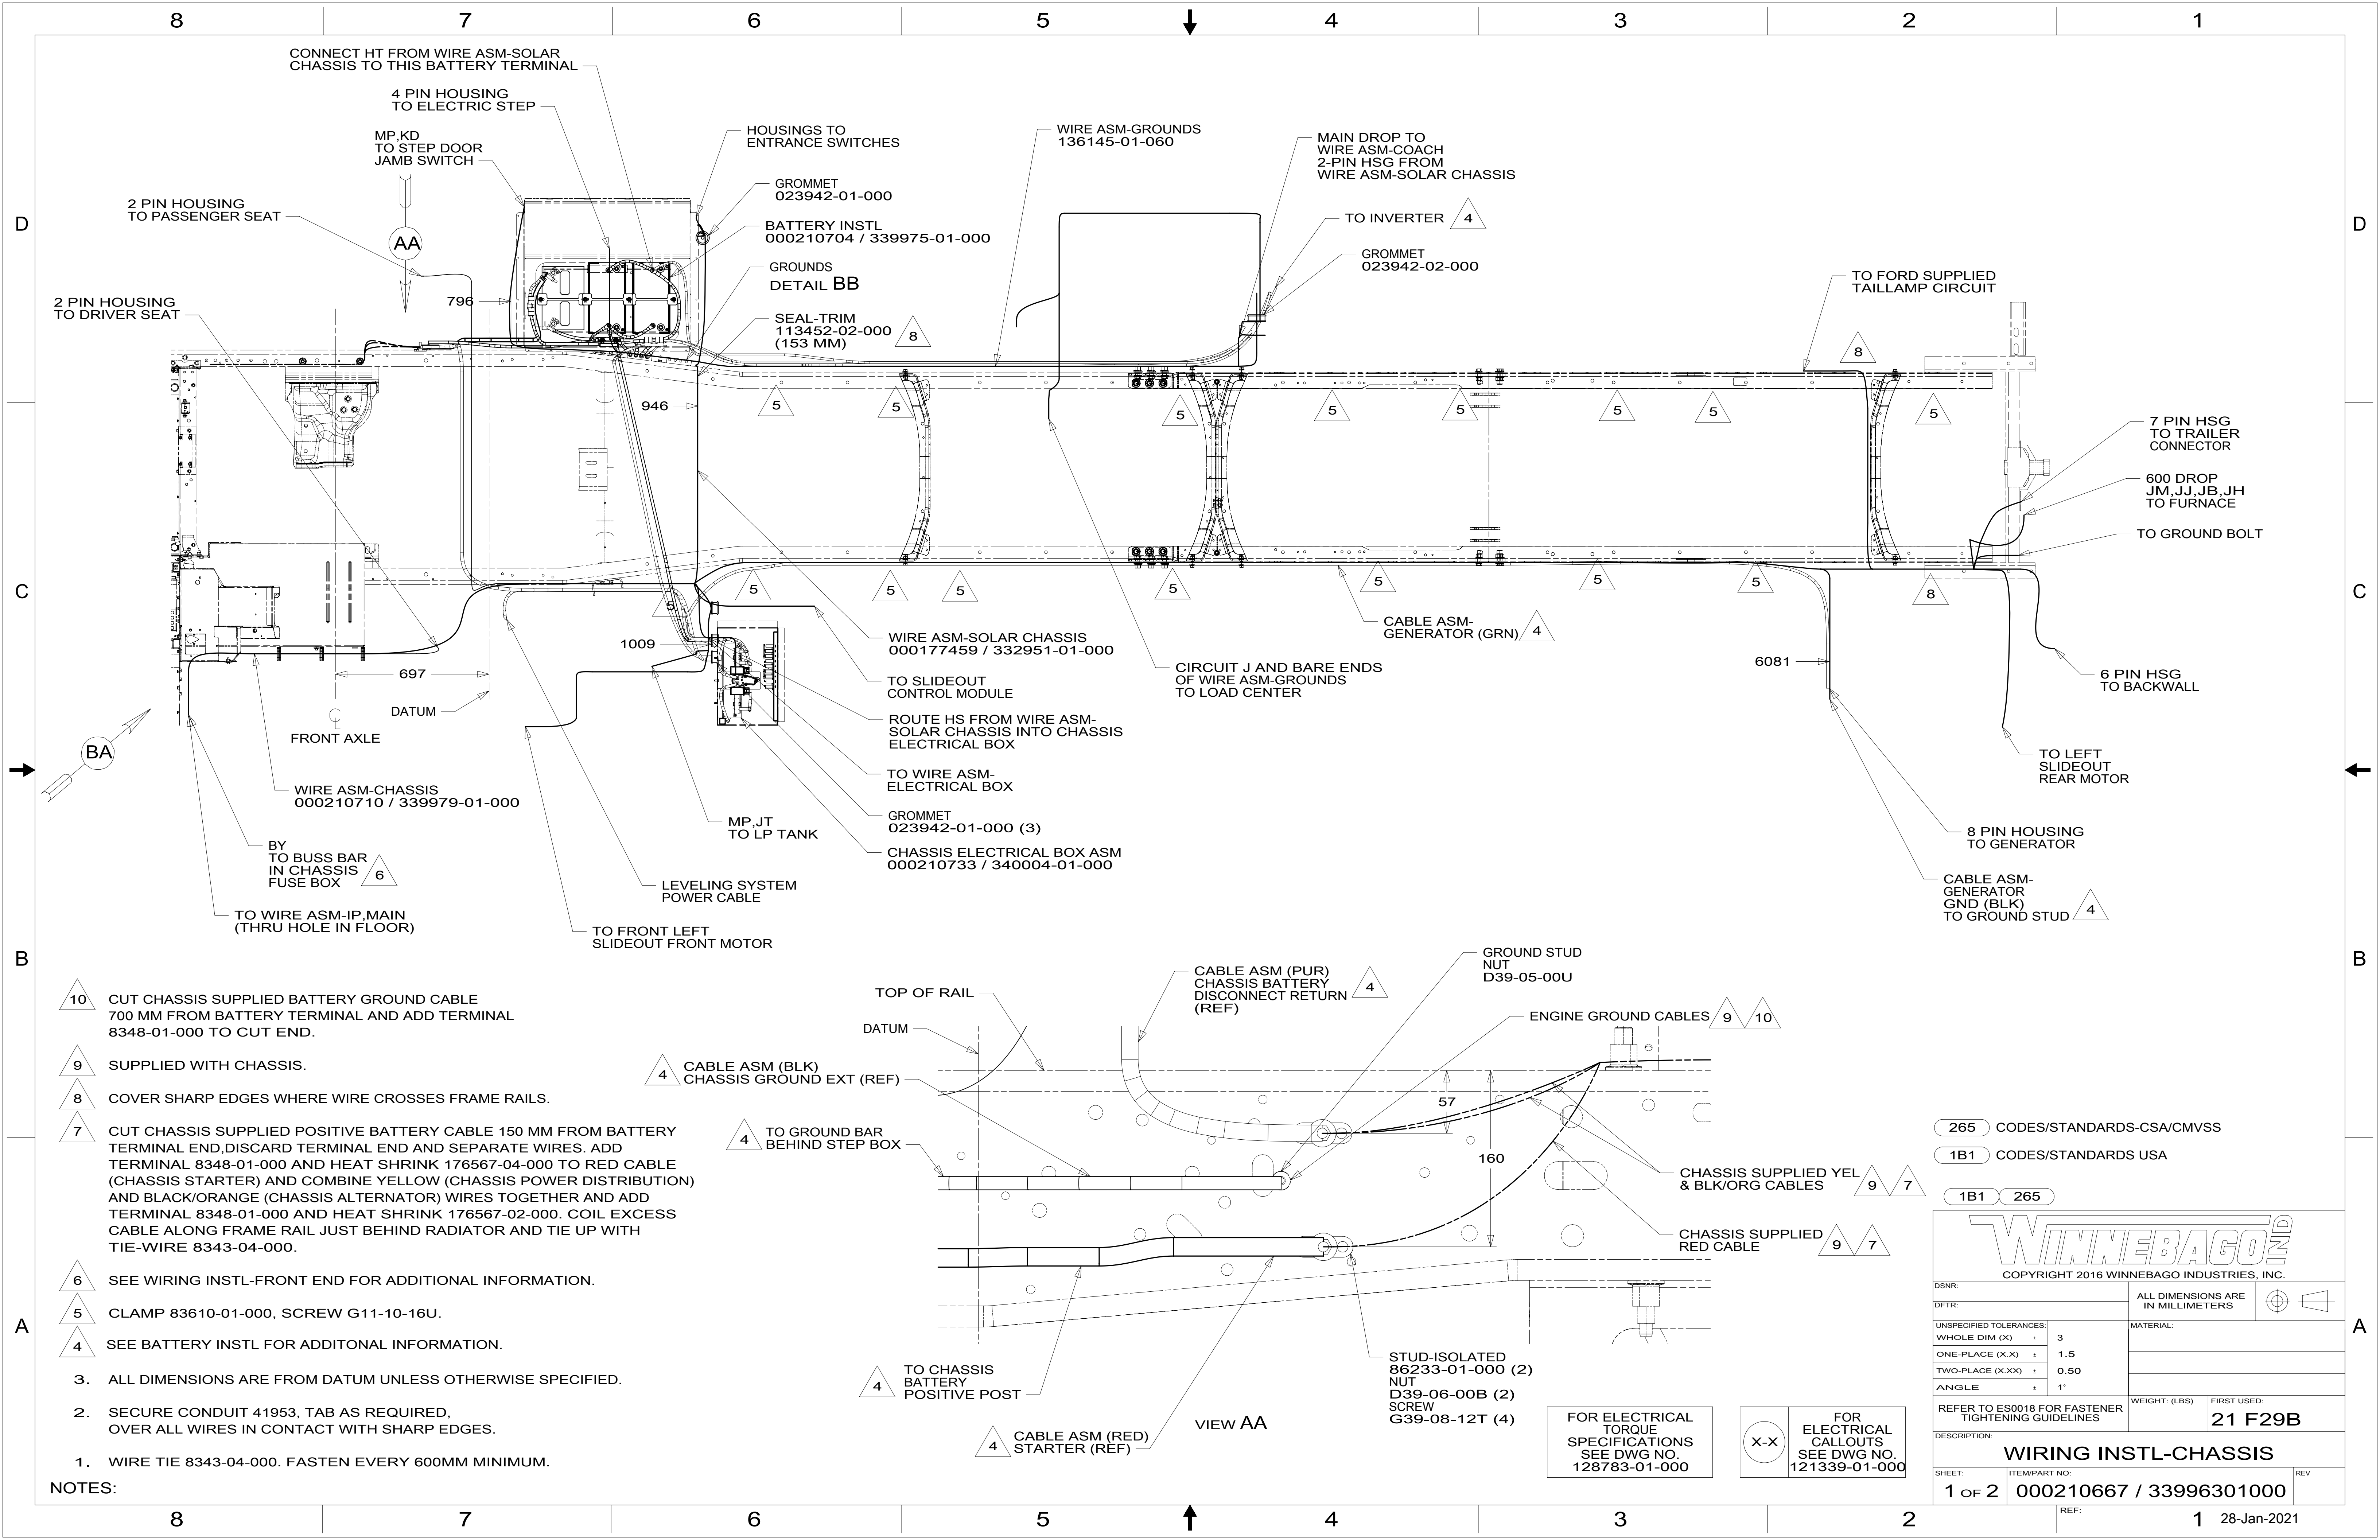 8 7 6 5 4 3 2 1
CONNECT HT FROM WIRE ASM-SOLAR
CHASSIS TO THIS BATTERY TERMINAL
4 PIN HOUSING
TO ELECTRIC STEP
MP,KD
TO STEP DOOR
JAMB SWITCH
2 PIN HOUSING
TO PASSENGER SEAT
AA
2 PIN HOUSING
TO DRIVER SEAT
796
HOUSINGS TO
ENTRANCE SWITCHES
GROMMET
023942-01-000
BATTERY INSTL
000210704 / 339975-01-000
GROUNDS
DETAIL BB
SEAL-TRIM
113452-02-000
(153 MM)
8
WIRE ASM-GROUNDS
136145-01-060
MAIN DROP TO
WIRE ASM-COACH
2-PIN HSG FROM
WIRE ASM-SOLAR CHASSIS
TO INVERTER
4
GROMMET
023942-02-000
TO FORD SUPPLIED
TAILLAMP CIRCUIT
8
D
D
946
5
5
5
5
5
5
5
5
7 PIN HSG
TO TRAILER
CONNECTOR
600 DROP
JM,JJ,JB,JH
TO FURNACE
TO GROUND BOLT
C
C
5
5
5
5
5
5
5
5
8
1009
697
DATUM
FRONT AXLE
BA
WIRE ASM-SOLAR CHASSIS
000177459 / 332951-01-000
TO SLIDEOUT
CONTROL MODULE
ROUTE HS FROM WIRE ASM-
SOLAR CHASSIS INTO CHASSIS
ELECTRICAL BOX
TO WIRE ASM-
ELECTRICAL BOX
GROMMET
023942-01-000 (3)
CHASSIS ELECTRICAL BOX ASM
000210733 / 340004-01-000
CIRCUIT J AND BARE ENDS
OF WIRE ASM-GROUNDS
TO LOAD CENTER
CABLE ASM-
GENERATOR (GRN)
4
6081
6 PIN HSG
TO BACKWALL
TO LEFT
SLIDEOUT
REAR MOTOR
8 PIN HOUSING
TO GENERATOR
CABLE ASM-
GENERATOR
GND (BLK)
TO GROUND STUD
4
WIRE ASM-CHASSIS
000210710 / 339979-01-000
BY
TO BUSS BAR
IN CHASSIS
FUSE BOX
6
TO WIRE ASM-IP,MAIN
(THRU HOLE IN FLOOR)
MP,JT
TO LP TANK
LEVELING SYSTEM
POWER CABLE
TO FRONT LEFT
SLIDEOUT FRONT MOTOR
B
B
10 CUT CHASSIS SUPPLIED BATTERY GROUND CABLE
700 MM FROM BATTERY TERMINAL AND ADD TERMINAL
8348-01-000 TO CUT END.
9 SUPPLIED WITH CHASSIS.
8 COVER SHARP EDGES WHERE WIRE CROSSES FRAME RAILS.
7 CUT CHASSIS SUPPLIED POSITIVE BATTERY CABLE 150 MM FROM BATTERY
TERMINAL END,DISCARD TERMINAL END AND SEPARATE WIRES. ADD
TERMINAL 8348-01-000 AND HEAT SHRINK 176567-04-000 TO RED CABLE
(CHASSIS STARTER) AND COMBINE YELLOW (CHASSIS POWER DISTRIBUTION)
AND BLACK/ORANGE (CHASSIS ALTERNATOR) WIRES TOGETHER AND ADD
TERMINAL 8348-01-000 AND HEAT SHRINK 176567-02-000. COIL EXCESS
CABLE ALONG FRAME RAIL JUST BEHIND RADIATOR AND TIE UP WITH
TIE-WIRE 8343-04-000.
6 SEE WIRING INSTL-FRONT END FOR ADDITIONAL INFORMATION.
5 CLAMP 83610-01-000, SCREW G11-10-16U.
4 SEE BATTERY INSTL FOR ADDITONAL INFORMATION.
3. ALL DIMENSIONS ARE FROM DATUM UNLESS OTHERWISE SPECIFIED.
2. SECURE CONDUIT 41953, TAB AS REQUIRED,
OVER ALL WIRES IN CONTACT WITH SHARP EDGES.
1. WIRE TIE 8343-04-000. FASTEN EVERY 600MM MINIMUM.
NOTES:
TOP OF RAIL
DATUM
4 CABLE ASM (BLK)
CHASSIS GROUND EXT (REF)
4 TO GROUND BAR
BEHIND STEP BOX
CABLE ASM (PUR)
CHASSIS BATTERY
DISCONNECT RETURN
(REF)
4
GROUND STUD
NUT
D39-05-00U
ENGINE GROUND CABLES
9 10
57
160
CHASSIS SUPPLIED YEL
& BLK/ORG CABLES
9 7
CHASSIS SUPPLIED
RED CABLE
9 7
4 TO CHASSIS
BATTERY
POSITIVE POST
4 CABLE ASM (RED)
STARTER (REF)
VIEW AA
STUD-ISOLATED
86233-01-000 (2)
NUT
D39-06-00B (2)
SCREW
G39-08-12T (4)
FOR ELECTRICAL
TORQUE
SPECIFICATIONS
SEE DWG NO.
128783-01-000
X-X
FOR
ELECTRICAL
CALLOUTS
SEE DWG NO.
121339-01-000
265 CODES/STANDARDS-CSA/CMVSS
1B1 CODES/STANDARDS USA
1B1 265
WINNEBAGO IND
COPYRIGHT 2016 WINNEBAGO INDUSTRIES, INC.
DSNR:
DFTR:
ALL DIMENSIONS ARE
IN MILLIMETERS
UNSPECIFIED TOLERANCES:
WHOLE DIM (X) ± 3
ONE-PLACE (X.X) ± 1.5
TWO-PLACE (X.XX) ± 0.50
ANGLE ± 1°
MATERIAL:
REFER TO ES0018 FOR FASTENER
TIGHTENING GUIDELINES
WEIGHT: (LBS)
FIRST USED:
21 F29B
DESCRIPTION:
WIRING INSTL-CHASSIS
SHEET:
1 OF 2
ITEM/PART NO:
000210667 / 33996301000
REV
REF:
A
A
8 7 6 5 4 3 2 1
28-Jan-2021